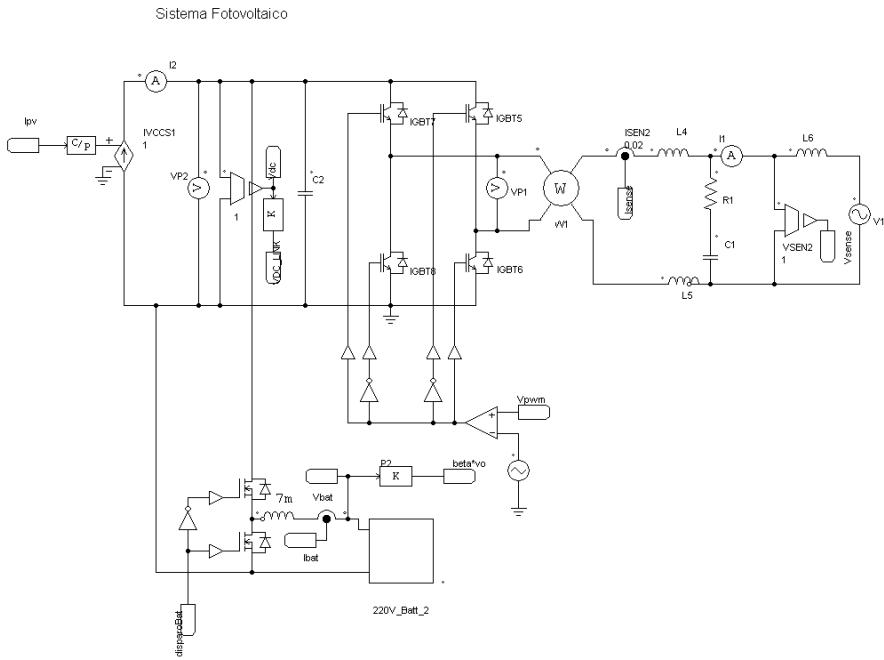 Sistema Fotovoltaico
I2
A
Ipv
C/P
IVCCS1
1
VP2
V
1
Vdc
K
VDC_LINK
C2
IGBT7
IGBT5
IGBT8
IGBT6
V
VP1
W
W1
ISEN2
0.02
Isense
L4
I1
A
L6
R1
C1
L5
VSEN2
1
Vsense
V1
Vpwm
P2
K
beta*vo
Vbat
7m
Ibat
220V_Batt_2
disparoBat